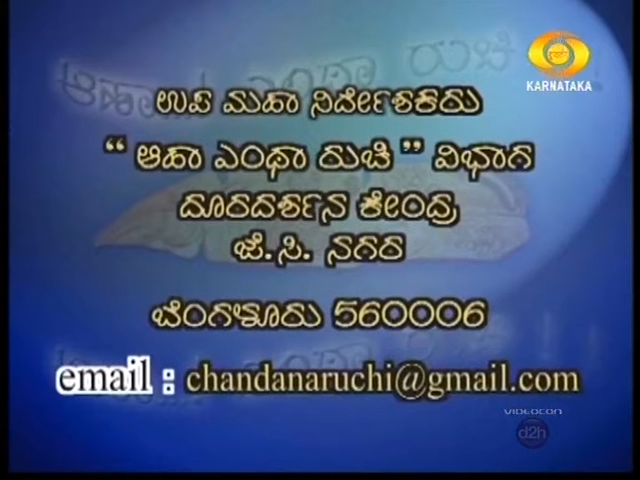 KARNATAKA
ಉಪ ಮಹಾ ನಿರ್ದೇಶಕರು
“ ಆಹಾ ಎಂಥಾ ರುಚಿ ” ವಿಭಾಗ
ದೂರದರ್ಶನ ಕೇಂದ್ರ
ಜೆ.ಸಿ. ನಗರ
ಬೆಂಗಳೂರು 560006
email : chandanaruchi@gmail.com
VIDEOCON
d2h